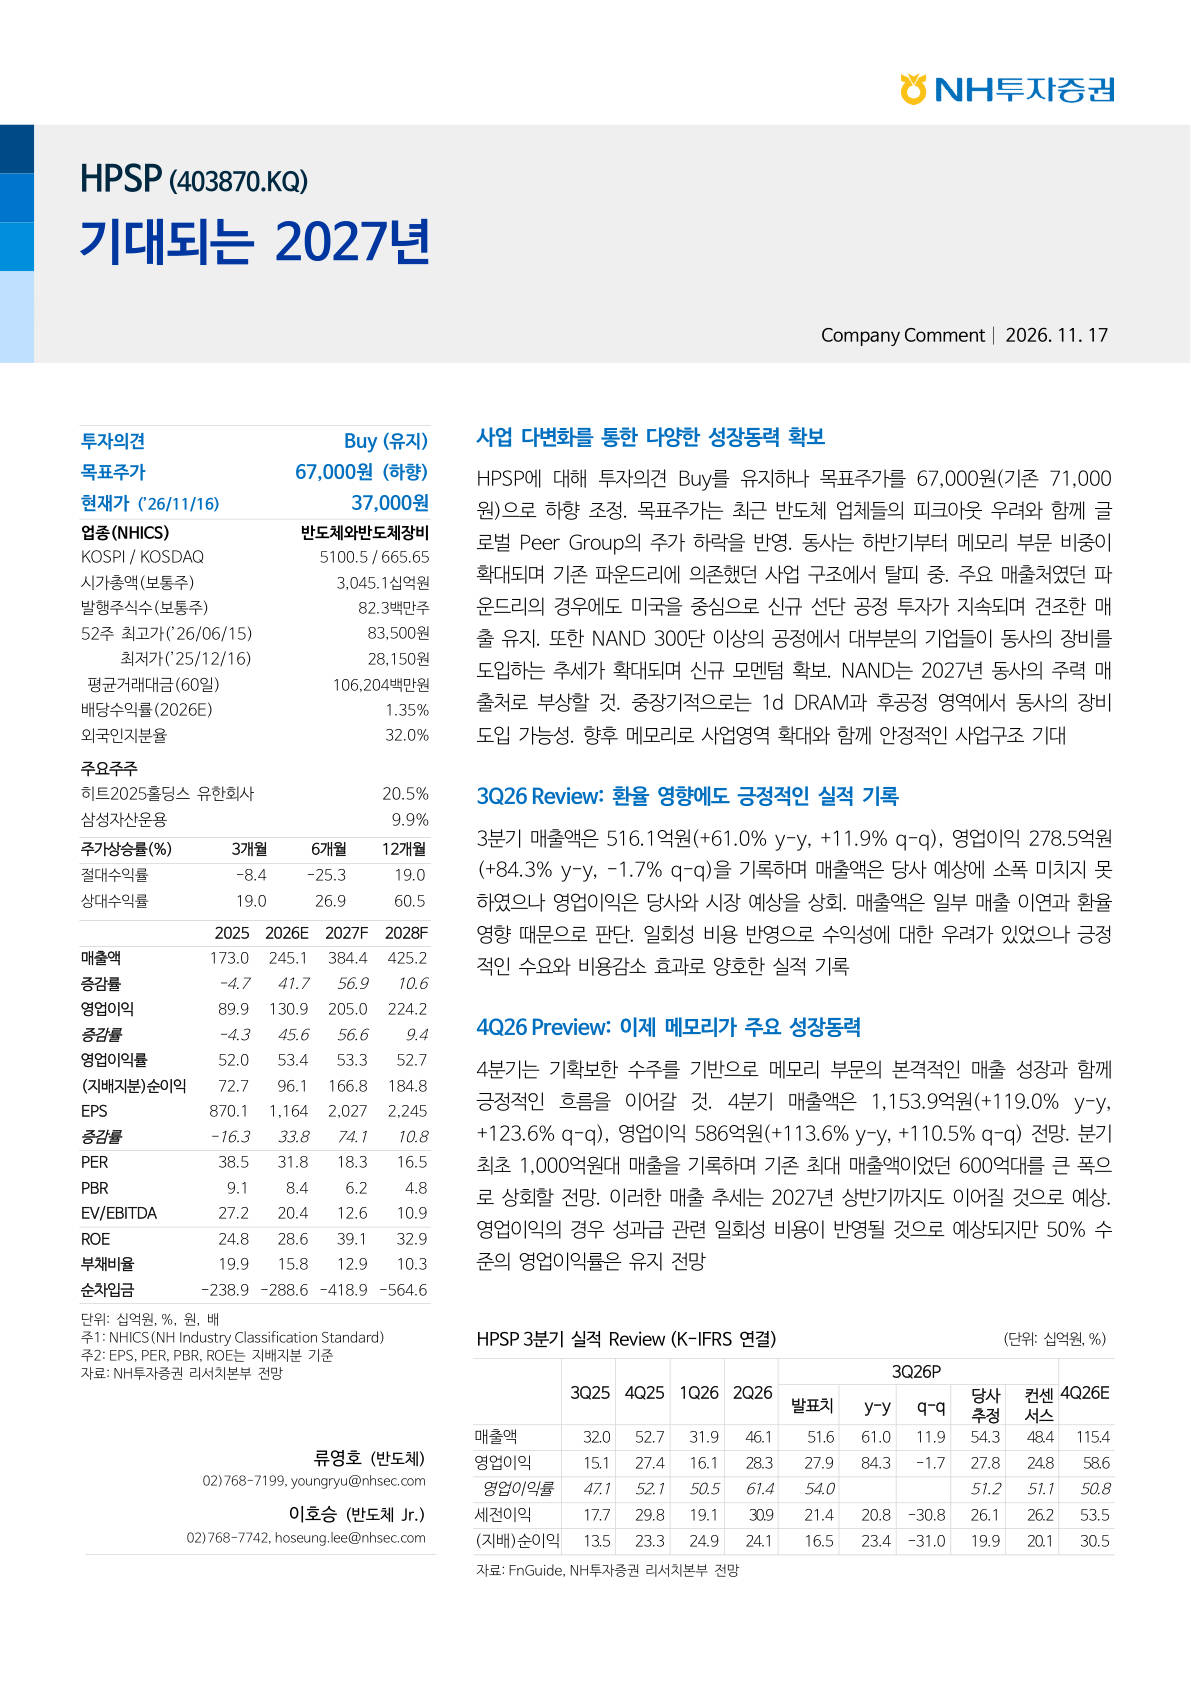 NH투자증권
HPSP (403870.KQ)
기대되는 2027년
Company Comment | 2026. 11. 17
투자의견 Buy (유지)
목표주가 67,000원 (하향)
현재가 ('26/11/16) 37,000원
업종(NHICS) 반도체와반도체장비
KOSPI / KOSDAQ 5100.5 / 665.65
시가총액(보통주) 3,045.1십억원
발행주식수(보통주) 82.3백만주
52주 최고가('26/06/15) 83,500원
최저가('25/12/16) 28,150원
평균거래대금(60일) 106,204백만원
배당수익률(2026E) 1.35%
외국인지분율 32.0%
주요주주
히트2025홀딩스 유한회사 20.5%
삼성자산운용 9.9%
주가상승률(%) 3개월 6개월 12개월
절대수익률 -8.4 -25.3 19.0
상대수익률 19.0 26.9 60.5
2025 2026E 2027F 2028F
매출액 173.0 245.1 384.4 425.2
증감률 -4.7 41.7 56.9 10.6
영업이익 89.9 130.9 205.0 224.2
증감률 -4.3 45.6 56.6 9.4
영업이익률 52.0 53.4 53.3 52.7
(지배지분)순이익 72.7 96.1 166.8 184.8
EPS 870.1 1,164 2,027 2,245
증감률 -16.3 33.8 74.1 10.8
PER 38.5 31.8 18.3 16.5
PBR 9.1 8.4 6.2 4.8
EV/EBITDA 27.2 20.4 12.6 10.9
ROE 24.8 28.6 39.1 32.9
부채비율 19.9 15.8 12.9 10.3
순차입금 -238.9 -288.6 -418.9 -564.6
단위: 십억원, %, 원, 배
주1: NHICS(NH Industry Classification Standard)
주2: EPS, PER, PBR, ROE는 지배지분 기준
자료: NH투자증권 리서치본부 전망
류영호 (반도체)
02)768-7199, youngryu@nhsec.com
이호승 (반도체 Jr.)
02)768-7742, hoseung.lee@nhsec.com
사업 다변화를 통한 다양한 성장동력 확보
HPSP에 대해 투자의견 Buy를 유지하나 목표주가를 67,000원(기존 71,000
원)으로 하향 조정. 목표주가는 최근 반도체 업체들의 피크아웃 우려와 함께 글
로벌 Peer Group의 주가 하락을 반영. 동사는 하반기부터 메모리 부문 비중이
확대되며 기존 파운드리에 의존했던 사업 구조에서 탈피 중. 주요 매출처였던 파
운드리의 경우에도 미국을 중심으로 신규 선단 공정 투자가 지속되며 견조한 매
출 유지. 또한 NAND 300단 이상의 공정에서 대부분의 기업들이 동사의 장비를
도입하는 추세가 확대되며 신규 모멘텀 확보. NAND는 2027년 동사의 주력 매
출처로 부상할 것. 중장기적으로는 1d DRAM과 후공정 영역에서 동사의 장비
도입 가능성. 향후 메모리로 사업영역 확대와 함께 안정적인 사업구조 기대
3Q26 Review: 환율 영향에도 긍정적인 실적 기록
3분기 매출액은 516.1억원(+61.0% y-y, +11.9% q-q), 영업이익 278.5억원
(+84.3% y-y, -1.7% q-q)을 기록하며 매출액은 당사 예상에 소폭 미치지 못
하였으나 영업이익은 당사와 시장 예상을 상회. 매출액은 일부 매출 이연과 환율
영향 때문으로 판단. 일회성 비용 반영으로 수익성에 대한 우려가 있었으나 긍정
적인 수요와 비용감소 효과로 양호한 실적 기록
4Q26 Preview: 이제 메모리가 주요 성장동력
4분기는 기확보한 수주를 기반으로 메모리 부문의 본격적인 매출 성장과 함께
긍정적인 흐름을 이어갈 것. 4분기 매출액은 1,153.9억원(+119.0% y-y,
+123.6% q-q), 영업이익 586억원(+113.6% y-y, +110.5% q-q) 전망. 분기
최초 1,000억원대 매출을 기록하며 기존 최대 매출액이었던 600억대를 큰 폭으
로 상회할 전망. 이러한 매출 추세는 2027년 상반기까지도 이어질 것으로 예상.
영업이익의 경우 성과급 관련 일회성 비용이 반영될 것으로 예상되지만 50% 수
준의 영업이익률은 유지 전망
HPSP 3분기 실적 Review (K-IFRS 연결) (단위: 십억원, %)
3Q26P
3Q25 4Q25 1Q26 2Q26 발표치 y-y q-q 당사추정 컨센서스 4Q26E
매출액 32.0 52.7 31.9 46.1 51.6 61.0 11.9 54.3 48.4 115.4
영업이익 15.1 27.4 16.1 28.3 27.9 84.3 -1.7 27.8 24.8 58.6
영업이익률 47.1 52.1 50.5 61.4 54.0 51.2 51.1 50.8
세전이익 17.7 29.8 19.1 30.9 21.4 20.8 -30.8 26.1 26.2 53.5
(지배)순이익 13.5 23.3 24.9 24.1 16.5 23.4 -31.0 19.9 20.1 30.5
자료: FnGuide, NH투자증권 리서치본부 전망